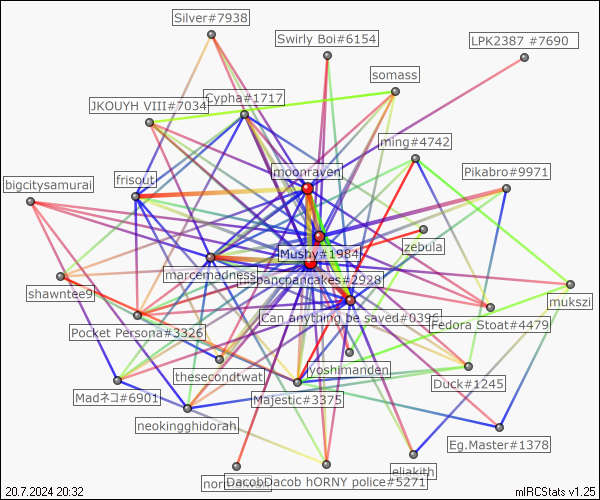 Silver#7938
Swirly Boi#6154
LPK2387 #7690
somass
JKOUYH VIII#7034
Cypha#1717
ming#4742
moonraven
Pikabro#9971
bigcitysamurai
frisout
zebula
Mushy#1984
marcemadness
hispancpancakes#2928
shawntee9
mukszi
Can anything be saved#0396
Fedora Stoat#4479
Pocket Persona#3326
yoshimanden
thesecondtwat
Duck#1245
Madネコ#6901
Majestic#3375
neokingghidorah
Eg.Master#1378
eliakith
DacobDacob hORNY police#5271
20.7.2024 20:32
mIRCStats v1.25